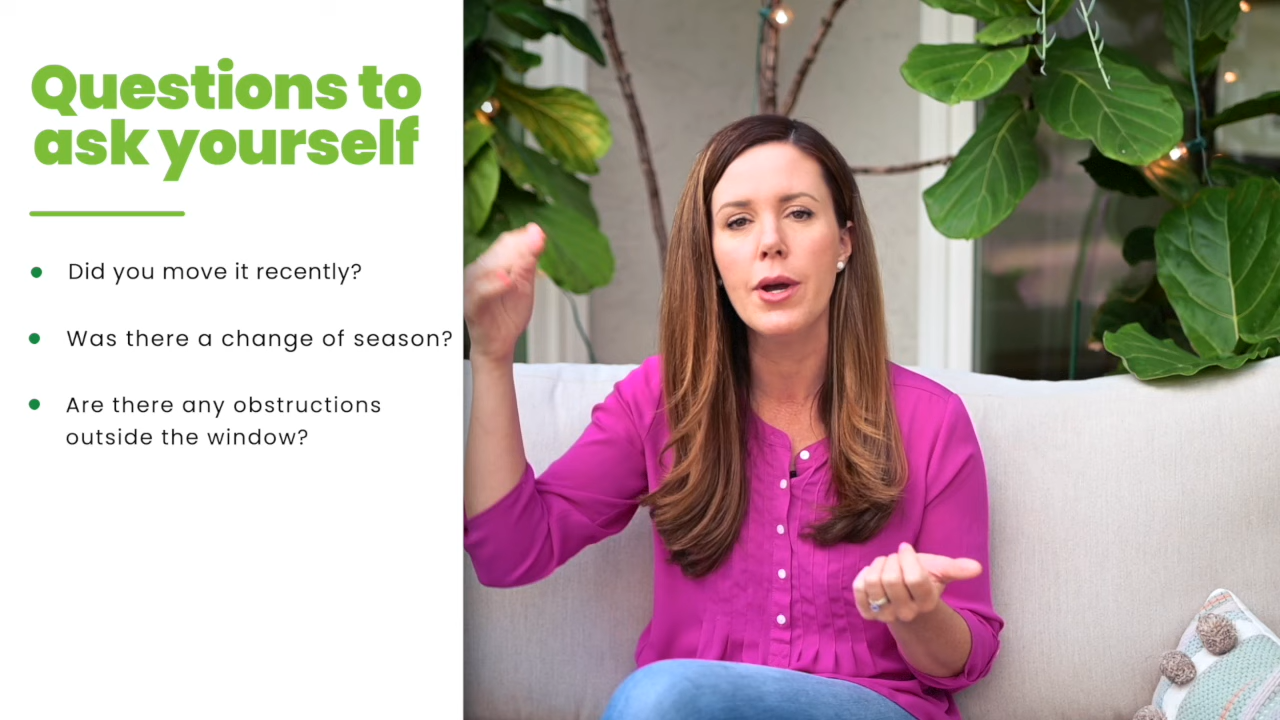 Questions to
ask yourself
Did you move it recently?
Was there a change of season?
Are there any obstructions
outside the window?